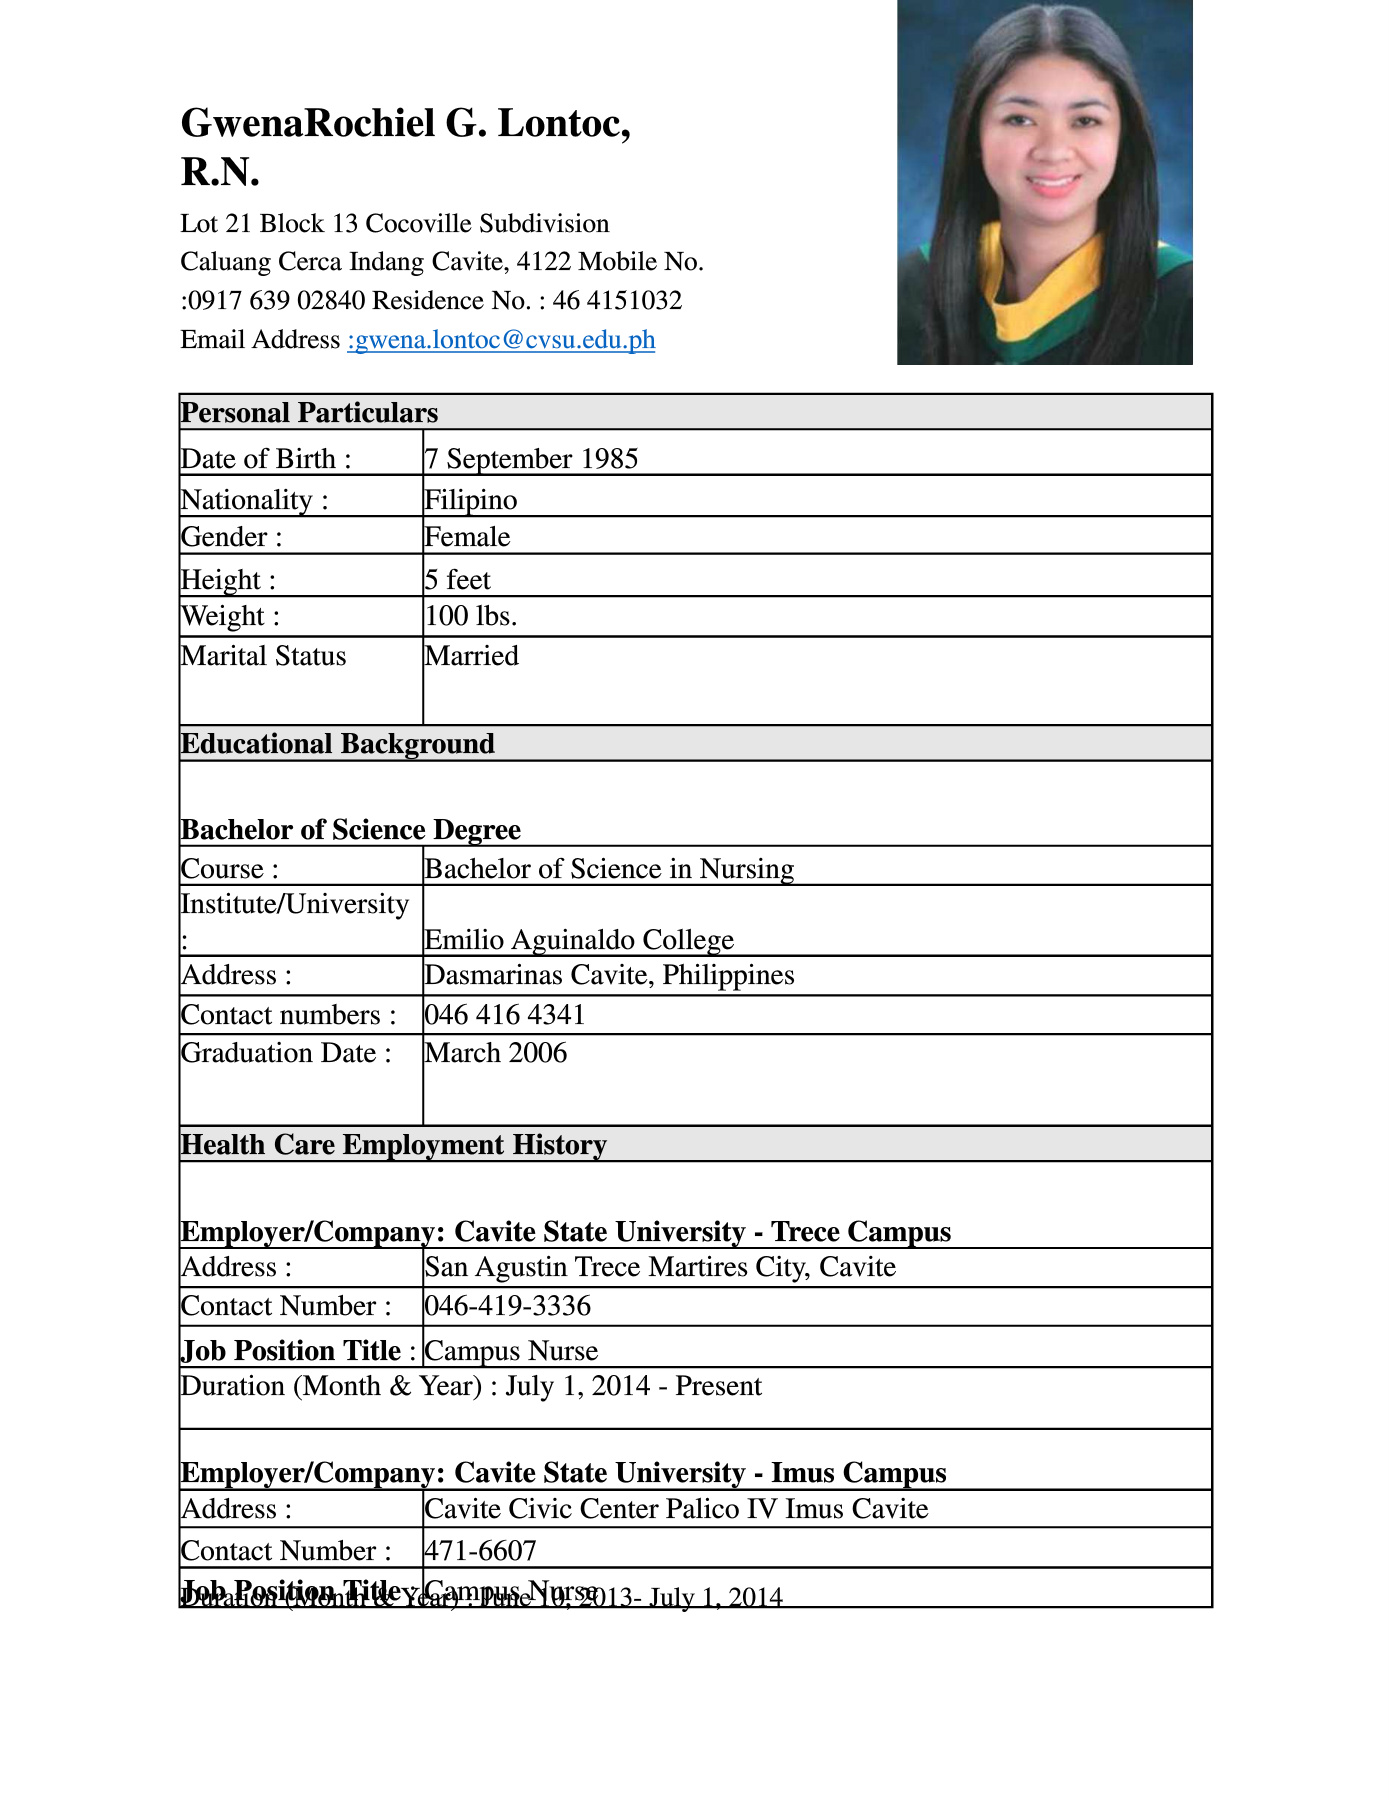 GwenaRochiel G. Lontoc,
R.N.
Lot 21 Block 13 Cocoville Subdivision
Caluang Cerca Indang Cavite, 4122 Mobile No.
:0917 639 02840 Residence No. : 46 4151032
Email Address :gwena.lontoc@cvsu.edu.ph
Personal Particulars
Date of Birth : 7 September 1985
Nationality : Filipino
Gender : Female
Height : 5 feet
Weight : 100 lbs.
Marital Status Married
Educational Background
Bachelor of Science Degree
Course : Bachelor of Science in Nursing
Institute/University
: Emilio Aguinaldo College
Address : Dasmarinas Cavite, Philippines
Contact numbers : 046 416 4341
Graduation Date : March 2006
Health Care Employment History
Employer/Company: Cavite State University - Trece Campus
Address : San Agustin Trece Martires City, Cavite
Contact Number : 046-419-3336
Job Position Title : Campus Nurse
Duration (Month & Year) : July 1, 2014 - Present
Employer/Company: Cavite State University - Imus Campus
Address : Cavite Civic Center Palico IV Imus Cavite
Contact Number : 471-6607
Job Position Title : Campus Nurse
Duration (Month & Year) : June 10, 2013- July 1, 2014